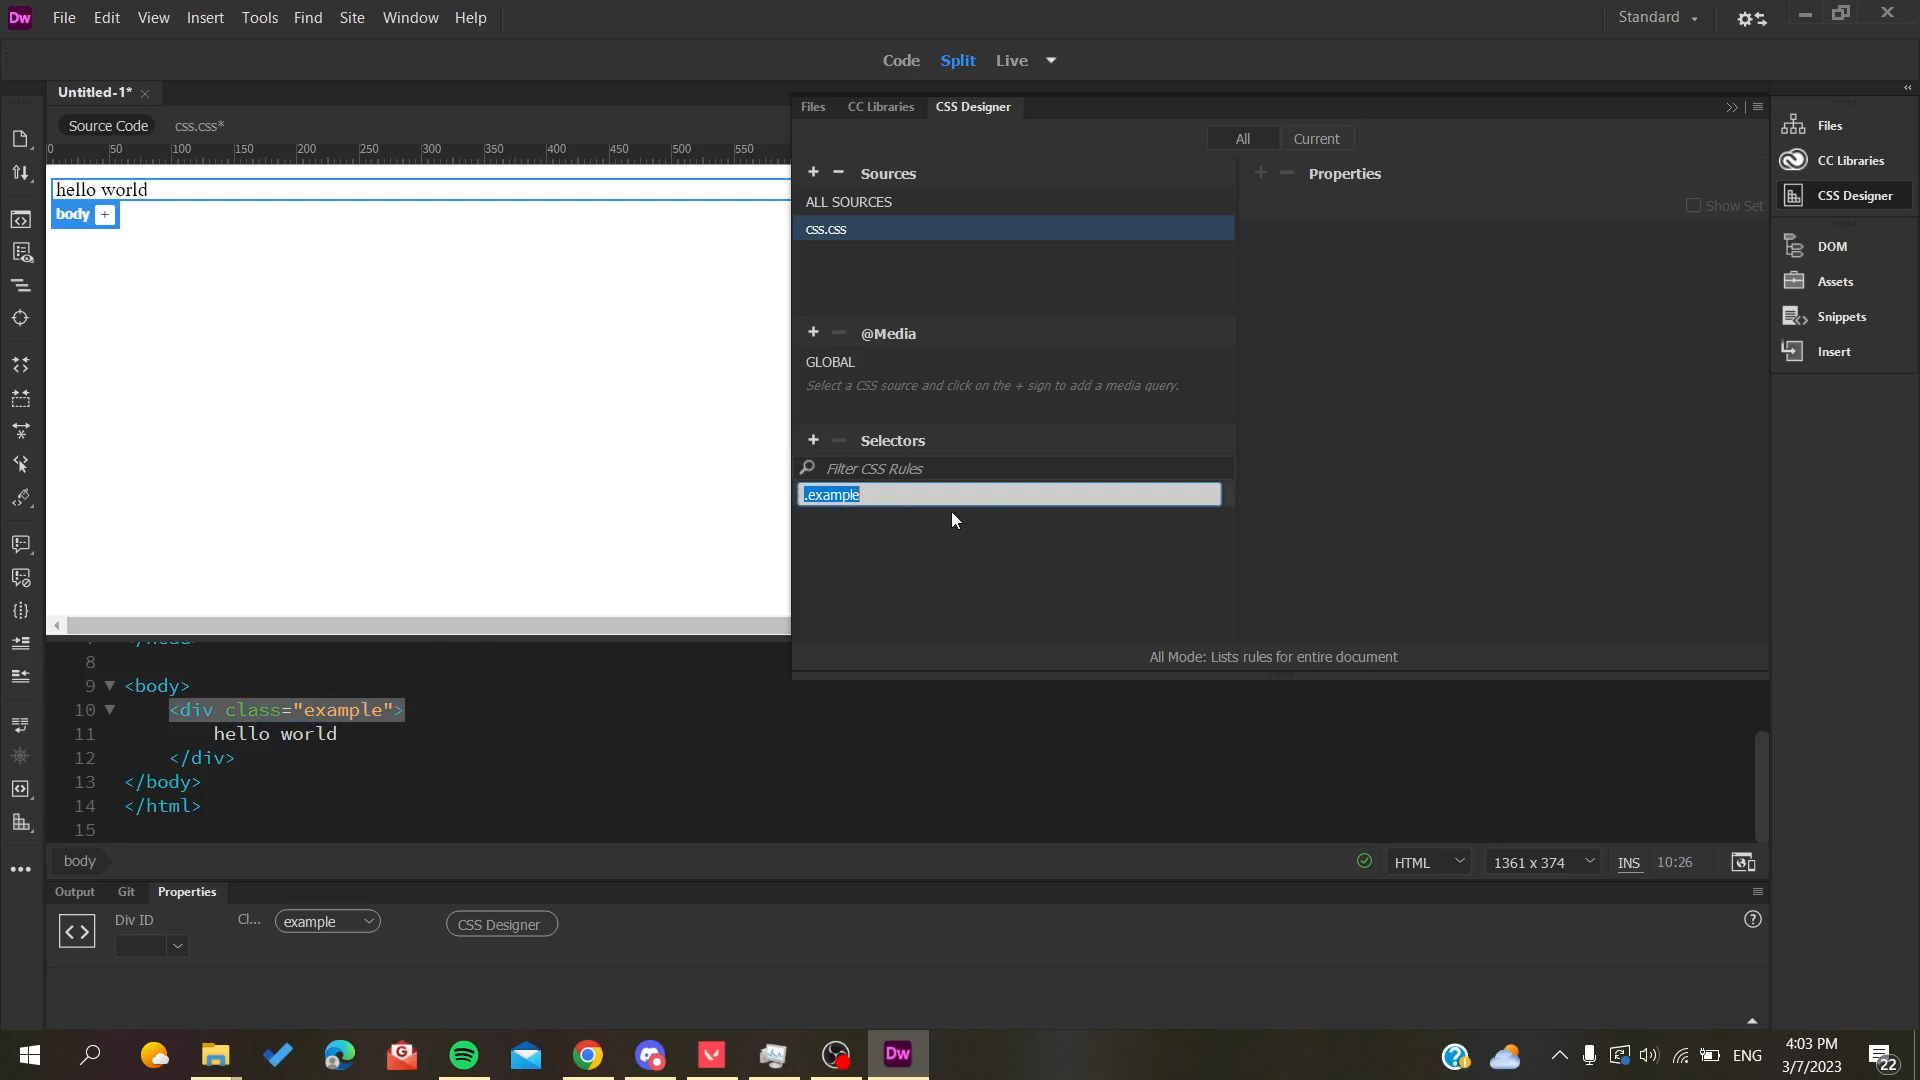 Dw File Edit View Insert Tools Find Site Window Help Standard
Code Split Live
Untitled-1*
Source Code css.css*
0 50 100 150 200 250 300 350 400 450 500 550
hello world
body +
Files CC Libraries CSS Designer
All Current
Sources
ALL SOURCES
css.css
@Media
GLOBAL
Select a CSS source and click on the + sign to add a media query.
Selectors
Filter CSS Rules
.example
Properties
Show Set
All Mode: Lists rules for entire document
Files
CC Libraries
CSS Designer
DOM
Assets
Snippets
Insert
8
9 <body>
10 <div class="example">
11 hello world
12 </div>
13 </body>
14 </html>
15
body HTML 1361 x 374 INS 10:26
Output Git Properties
Div ID Cl... example CSS Designer
Dw ENG 4:03 PM
3/7/2023 22